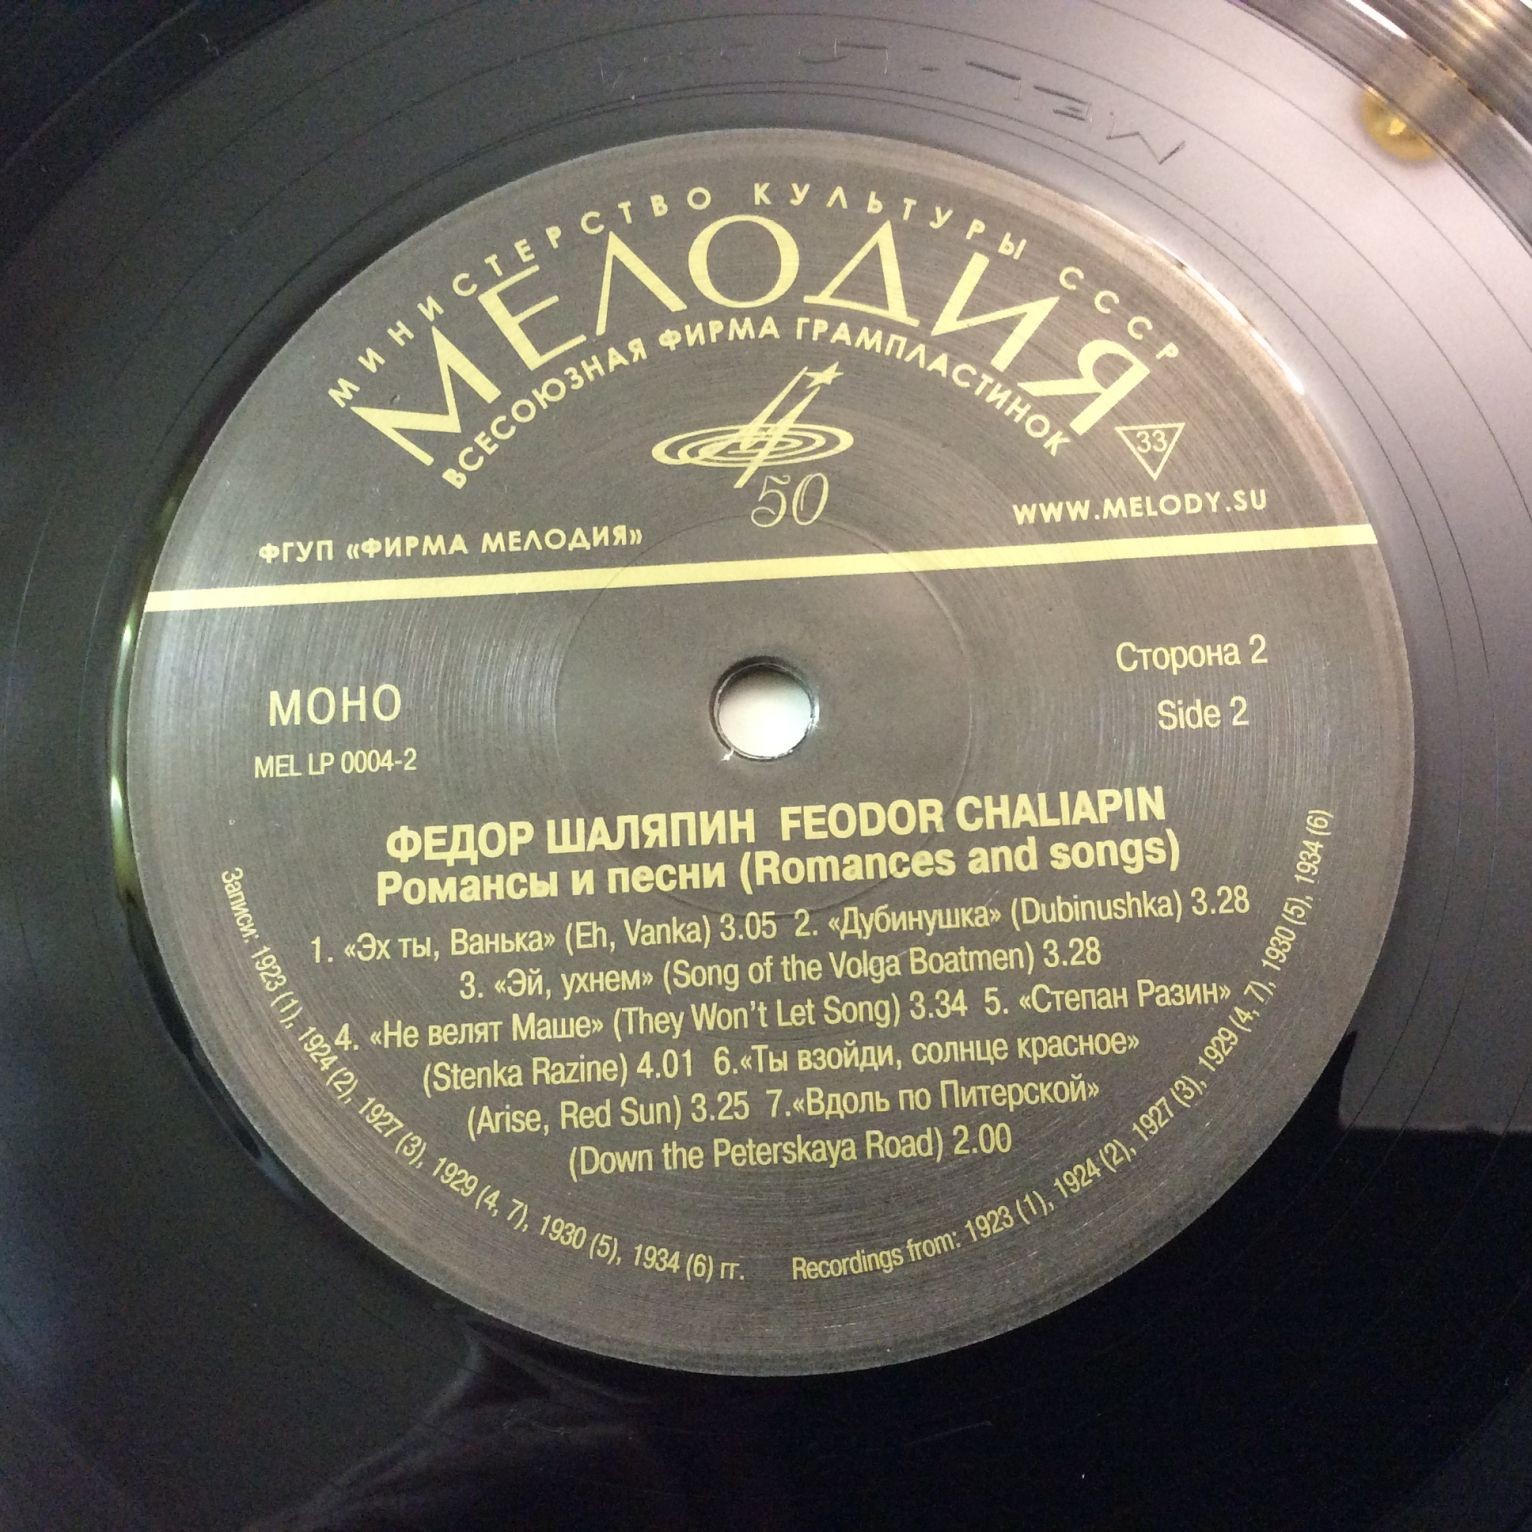 МИНИСТЕРСТВО КУЛЬТУРЫ СССР
МЕЛОДИЯ
ВСЕСОЮЗНАЯ ФИРМА ГРАМПЛАСТИНОК
33
50
WWW.MELODY.SU
ФГУП «ФИРМА МЕЛОДИЯ»
МОНО
MEL LP 0004-2
Сторона 2
Side 2
ФЕДОР ШАЛЯПИН FEODOR CHALIAPIN
Романсы и песни (Romances and songs)
1. «Эх ты, Ванька» (Eh, Vanka) 3.05 2. «Дубинушка» (Dubinushka) 3.28
3. «Эй, ухнем» (Song of the Volga Boatmen) 3.28
4. «Не велят Маше» (They Won't Let Song) 3.34 5. «Степан Разин»
(Stenka Razine) 4.01 6.«Ты взойди, солнце красное»
(Arise, Red Sun) 3.25 7.«Вдоль по Питерской»
(Down the Peterskaya Road) 2.00
Записи: 1923 (1), 1924 (2), 1927 (3), 1929 (4, 7), 1930 (5), 1934 (6) гг.
Recordings from: 1923 (1), 1924 (2), 1927 (3), 1929 (4, 7), 1930 (5), 1934 (6)